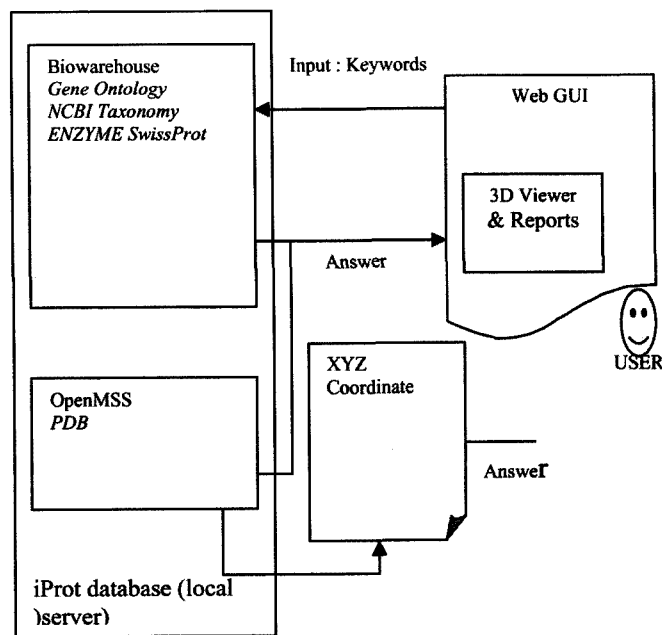 Biowarehouse
Gene Ontology
NCBI Taxonomy
ENZYME SwissProt
Input : Keywords
Web GUI
3D Viewer
& Reports
Answer
USER
OpenMSS
PDB
XYZ
Coordinate
Answer
iProt database (local
)server)